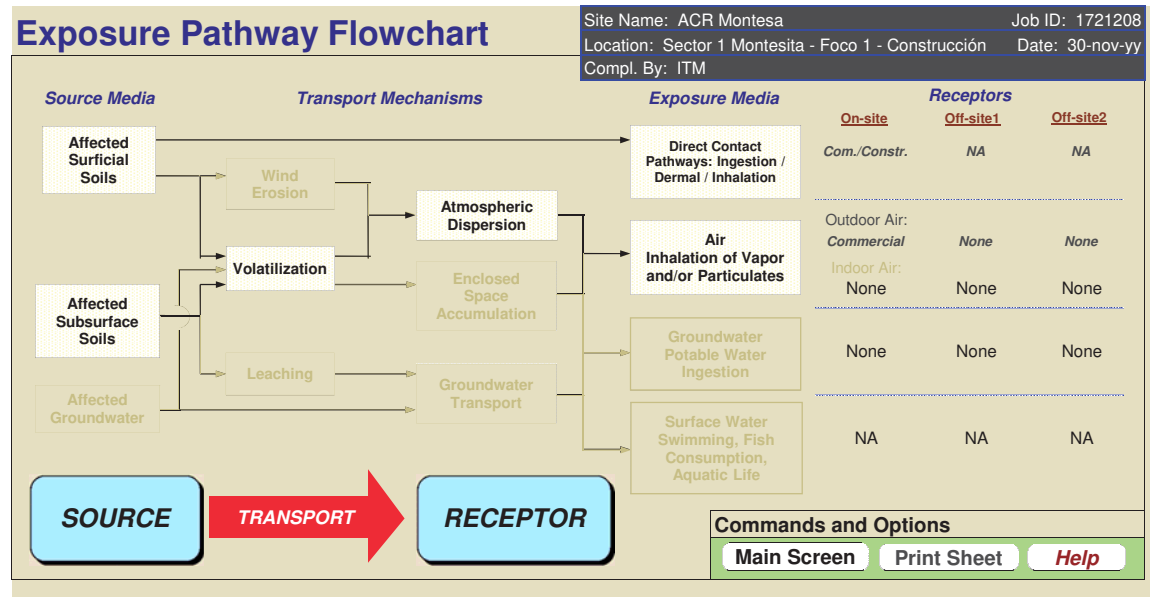 Exposure Pathway Flowchart
Site Name: ACR Montesa Job ID: 1721208
Location: Sector 1 Montesita - Foco 1 - Construcción Date: 30-nov-yy
Compl. By: ITM
Source Media
Transport Mechanisms
Exposure Media
Receptors
On-site Off-site1 Off-site2
Affected
Surficial
Soils
Wind
Erosion
Volatilization
Atmospheric
Dispersion
Enclosed
Space
Accumulation
Affected
Subsurface
Soils
Leaching
Groundwater
Transport
Affected
Groundwater
Direct Contact
Pathways: Ingestion /
Dermal / Inhalation
Com./Constr. NA NA
Air
Inhalation of Vapor
and/or Particulates
Outdoor Air:
Commercial None None
Indoor Air:
None None None
Groundwater
Potable Water
Ingestion
None None None
Surface Water
Swimming, Fish
Consumption,
Aquatic Life
NA NA NA
SOURCE
TRANSPORT
RECEPTOR
Commands and Options
Main Screen Print Sheet Help